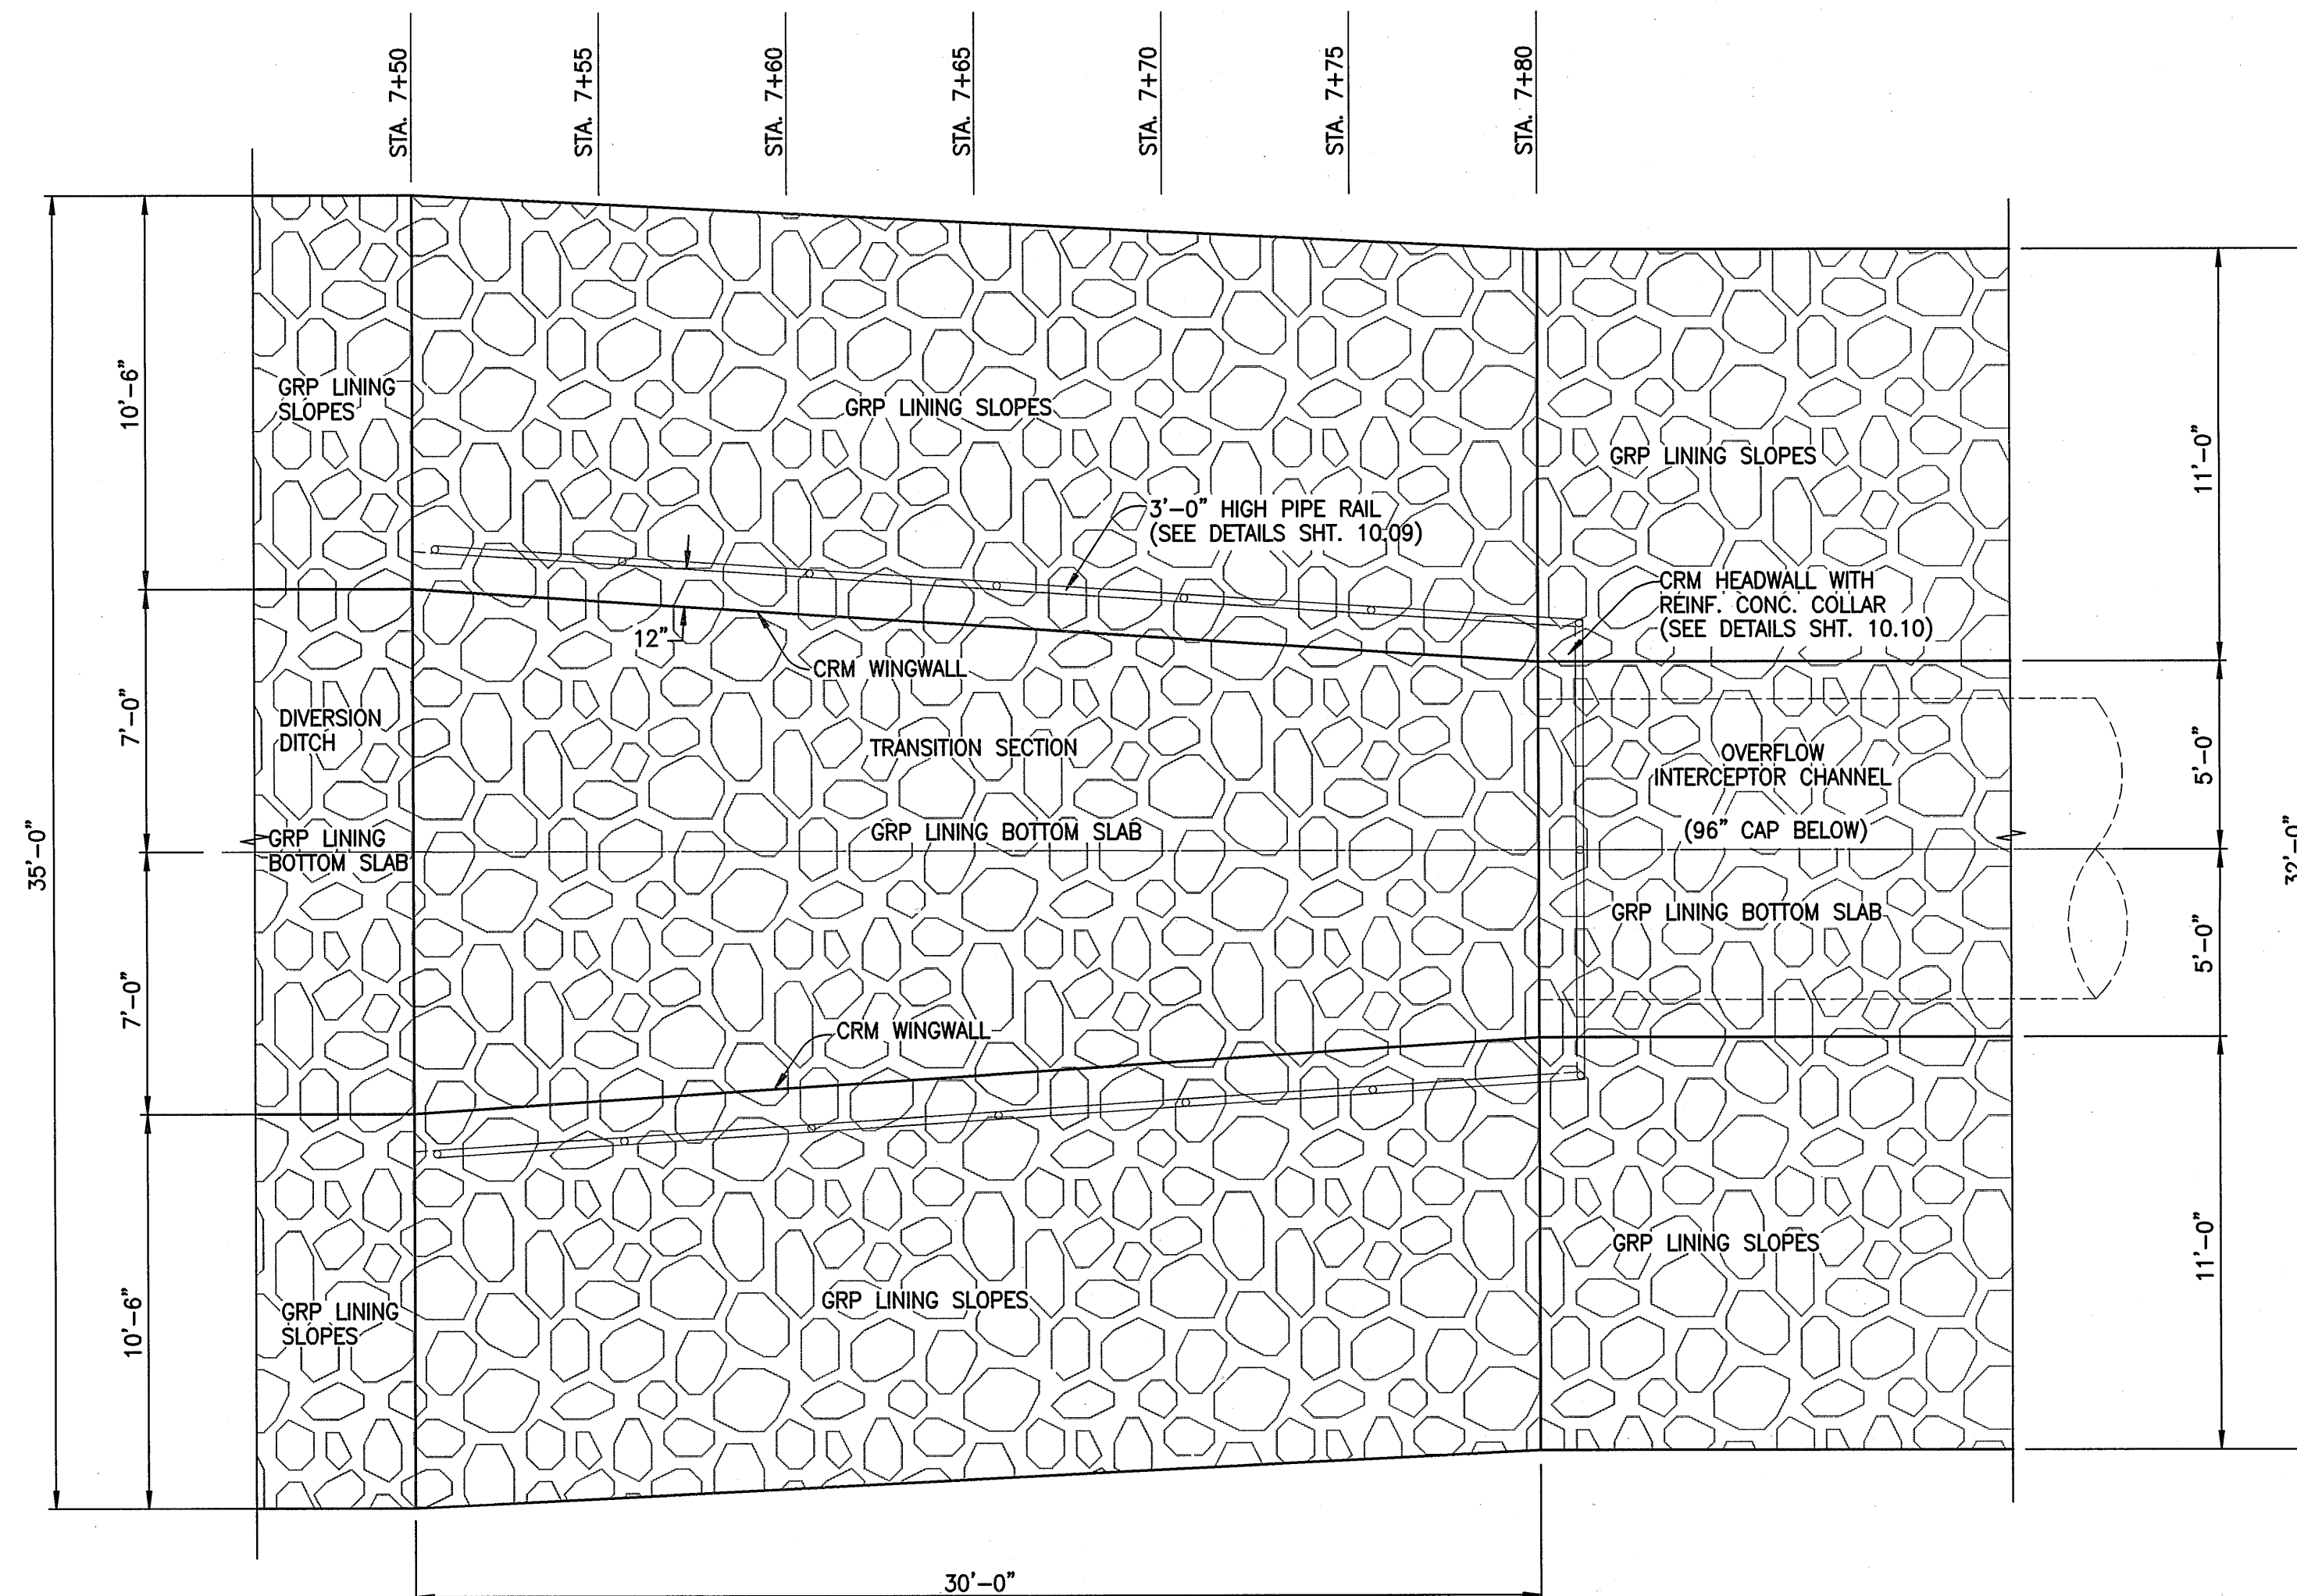 STA. 7+50
STA. 7+55
STA. 7+60
STA. 7+65
STA. 7+70
STA. 7+75
STA. 7+80
35'-0"
10'-6"
7'-0"
7'-0"
10'-6"
GRP LINING
SLOPES
GRP LINING SLOPES
GRP LINING SLOPES
3'-0" HIGH PIPE RAIL
(SEE DETAILS SHT. 10.09)
CRM HEADWALL WITH
REINF. CONC. COLLAR
(SEE DETAILS SHT. 10.10)
12"
CRM WINGWALL
DIVERSION
DITCH
TRANSITION SECTION
OVERFLOW
INTERCEPTOR CHANNEL
(96" CAP BELOW)
GRP LINING
BOTTOM SLAB
GRP LINING BOTTOM SLAB
GRP LINING BOTTOM SLAB
CRM WINGWALL
GRP LINING SLOPES
GRP LINING
SLOPES
GRP LINING SLOPES
11'-0"
5'-0"
5'-0"
11'-0"
32'-0"
30'-0"